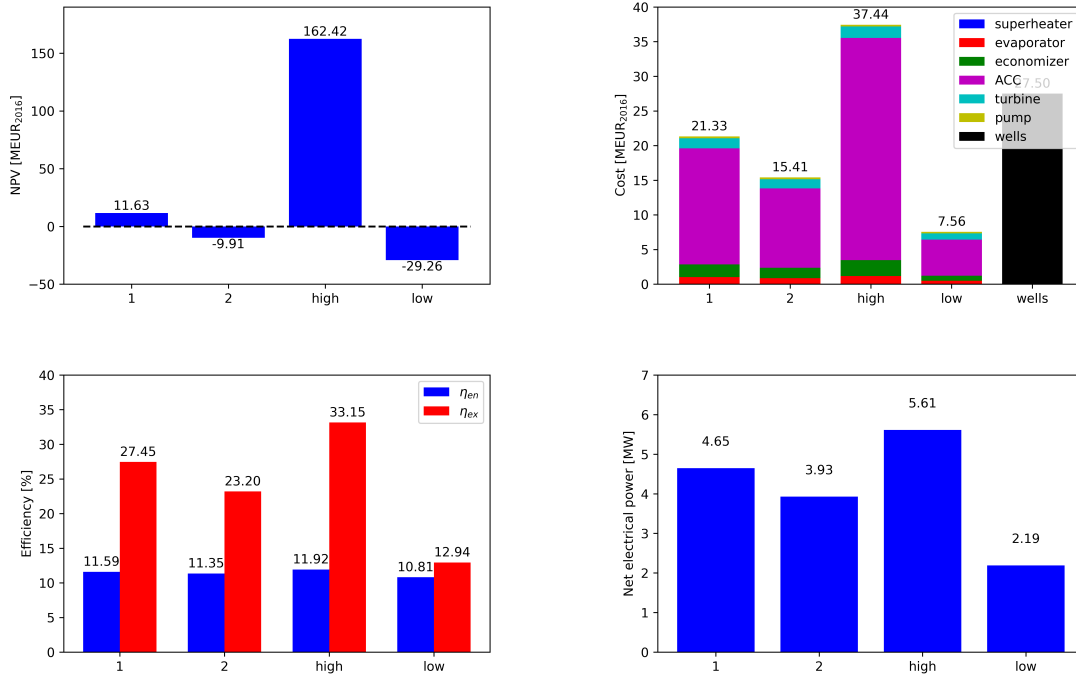 162.42
11.63
-9.91
-29.26
150
100
50
0
−50
NPV [MEUR2016]
1 2 high low
37.44
21.33
15.41
7.56
27.50
40
35
30
25
20
15
10
5
0
Cost [MEUR2016]
superheater
evaporator
economizer
ACC
turbine
pump
wells
1 2 high low wells
40
35
30
25
20
15
10
5
0
Efficiency [%]
ηen
ηex
11.59 27.45
11.35 23.20
11.92 33.15
10.81 12.94
1 2 high low
7
6
5
4
3
2
1
0
Net electrical power [MW]
4.65
3.93
5.61
2.19
1 2 high low